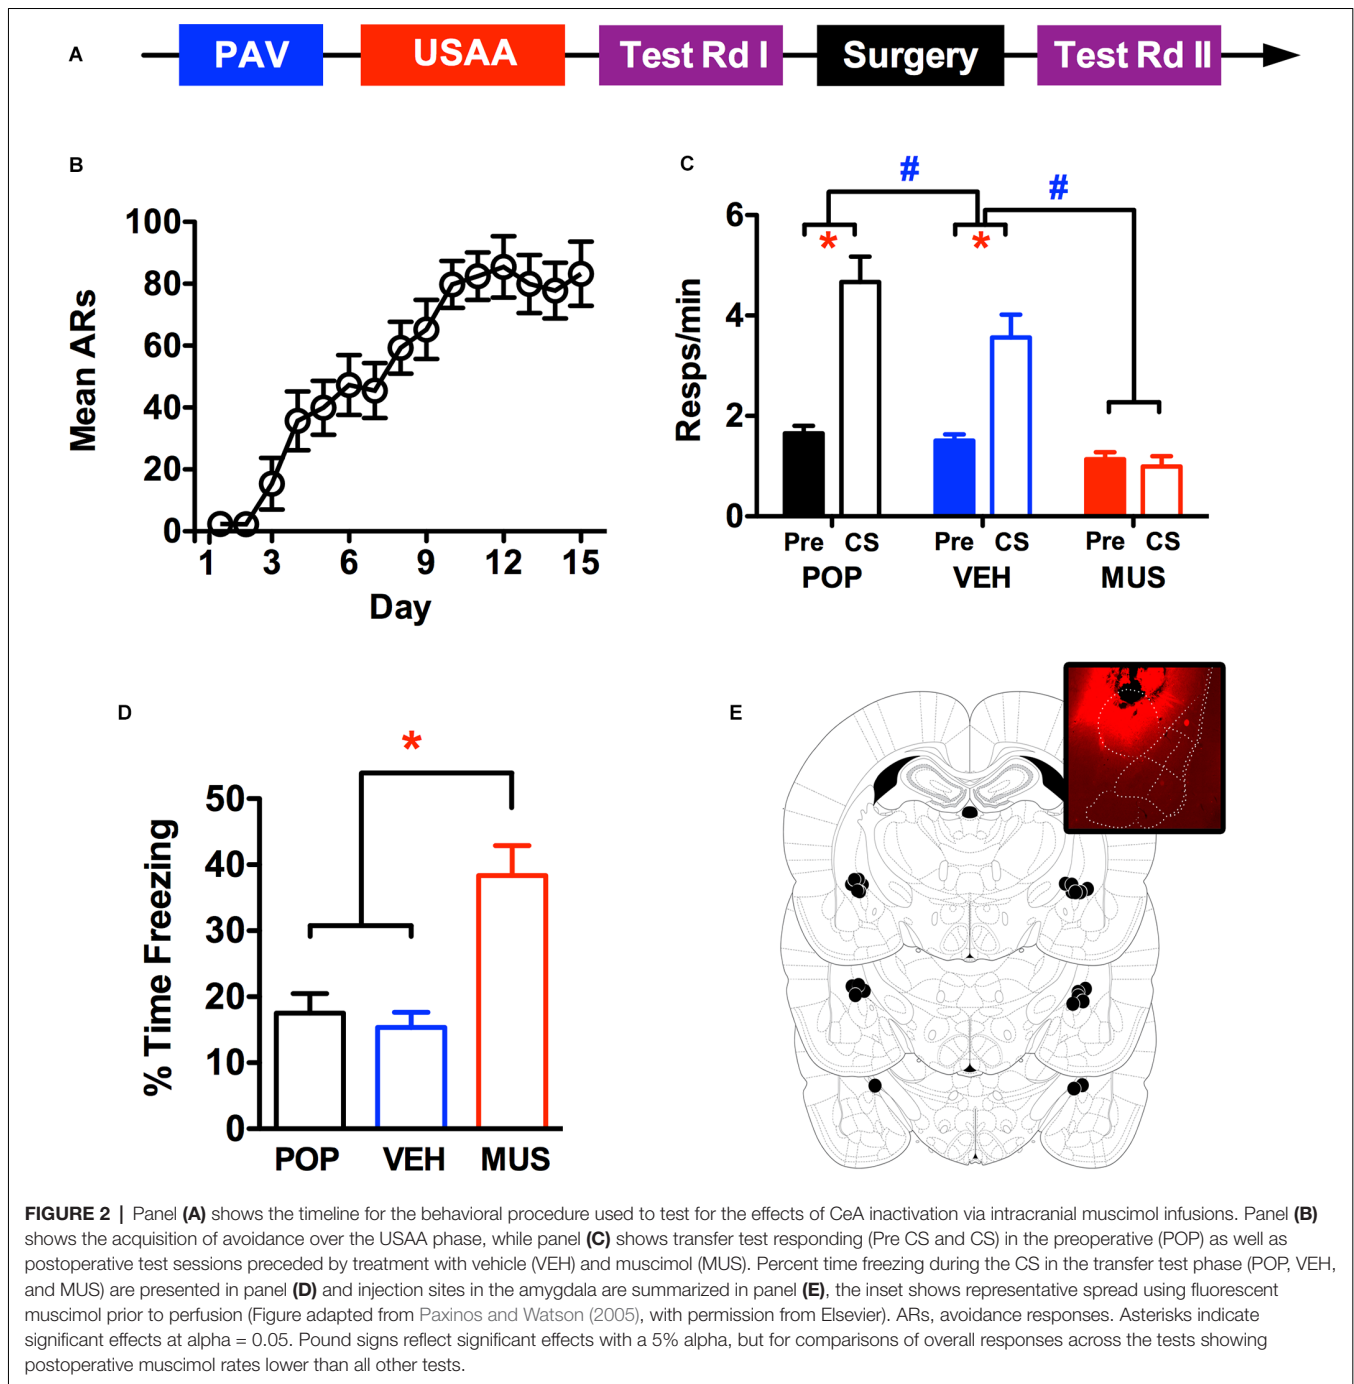 A
PAV
USAA
Test Rd I
Surgery
Test Rd II
B
100
80
60
40
20
0
Mean ARs
1
3
6
9
12
15
Day
C
#
#
*
*
6
4
2
0
Resps/min
Pre CS
Pre CS
Pre CS
POP
VEH
MUS
D
*
50
40
30
20
10
0
% Time Freezing
POP
VEH
MUS
E
FIGURE 2 | Panel (A) shows the timeline for the behavioral procedure used to test for the effects of CeA inactivation via intracranial muscimol infusions. Panel (B)
shows the acquisition of avoidance over the USAA phase, while panel (C) shows transfer test responding (Pre CS and CS) in the preoperative (POP) as well as
postoperative test sessions preceded by treatment with vehicle (VEH) and muscimol (MUS). Percent time freezing during the CS in the transfer test phase (POP, VEH,
and MUS) are presented in panel (D) and injection sites in the amygdala are summarized in panel (E), the inset shows representative spread using fluorescent
muscimol prior to perfusion (Figure adapted from Paxinos and Watson (2005), with permission from Elsevier). ARs, avoidance responses. Asterisks indicate
significant effects at alpha = 0.05. Pound signs reflect significant effects with a 5% alpha, but for comparisons of overall responses across the tests showing
postoperative muscimol rates lower than all other tests.